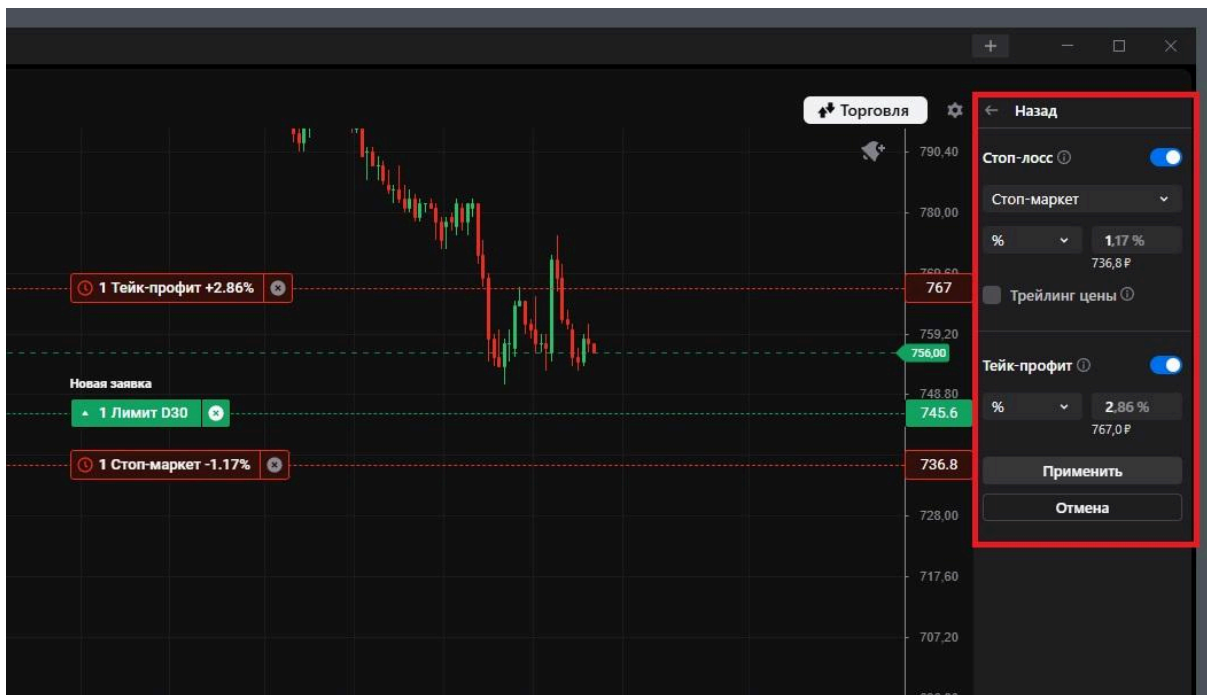 Торговля
← Назад
790,40
Стоп-лосс
Стоп-маркет
780,00
% 1,17 %
736,8 ₽
769,60
1 Тейк-профит +2.86%
767
Трейлинг цены
759,20
756,00
Тейк-профит
Новая заявка
748,80
1 Лимит D30
745.6
% 2,86 %
767,0 ₽
1 Стоп-маркет -1.17%
736.8
Применить
Отмена
728,00
717,60
707,20